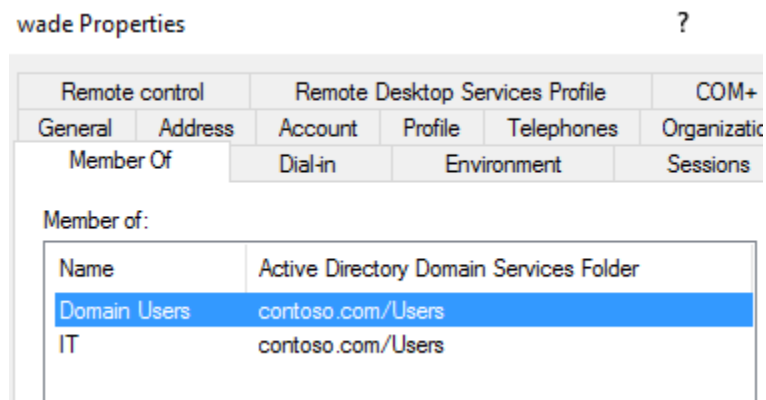 wade Properties ?
Remote control Remote Desktop Services Profile COM+
General Address Account Profile Telephones Organizatio
Member Of Dial-in Environment Sessions
Member of:
Name Active Directory Domain Services Folder
Domain Users contoso.com/Users
IT contoso.com/Users